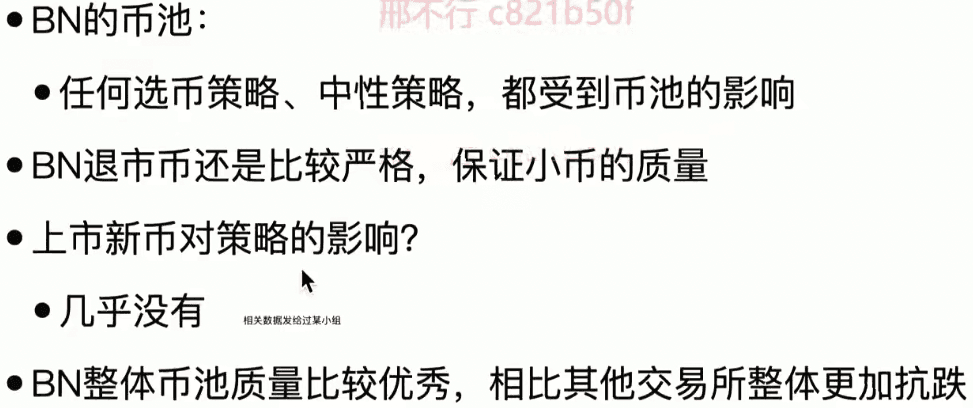 邢不行 c821b50f
•BN的币池：
•任何选币策略、中性策略，都受到币池的影响
•BN退市币还是比较严格，保证小币的质量
•上市新币对策略的影响？
•几乎没有 相关数据发给过某小组
•BN整体币池质量比较优秀，相比其他交易所整体更加抗跌